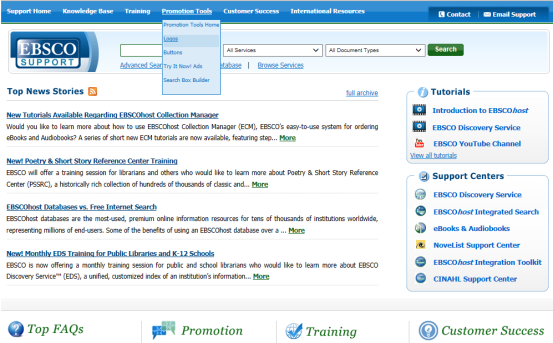 Support Home Knowledge Base Training Promotion Tools Customer Success International Resources Contact Email Support
Promotion Tools Home
Logos
Buttons
Try It Now! Ads
Search Box Builder
EBSCO
SUPPORT
All Services All Document Types Search
Advanced Sear tabase | Browse Services
Top News Stories full archive
New Tutorials Available Regarding EBSCOhost Collection Manager
Would you like to learn more about how to use EBSCOhost Collection Manager (ECM), EBSCO's easy-to-use system for ordering
eBooks and Audiobooks? A series of short new ECM tutorials are now available, featuring step... More
New! Poetry & Short Story Reference Center Training
EBSCO will offer a training session for librarians and others who would like to learn more about Poetry & Short Story Reference
Center (PSSRC), a historically rich collection of hundreds of thousands of classic and... More
EBSCOhost Databases vs. Free Internet Search
EBSCOhost databases are the most-used, premium online information resources for tens of thousands of institutions worldwide,
representing millions of end-users. Some of the benefits of using an EBSCOhost database over a ... More
New! Monthly EDS Training for Public Libraries and K-12 Schools
EBSCO is now offering a monthly training session for public and school librarians who would like to learn more about EBSCO
Discovery Service™ (EDS), a unified, customized index of an institution's information... More
Tutorials
Introduction to EBSCOhost
EBSCO Discovery Service
EBSCO YouTube Channel
View all tutorials
Support Centers
EBSCO Discovery Service
EBSCOhost Integrated Search
eBooks & Audiobooks
NoveList Support Center
EBSCOhost Integration Toolkit
CINAHL Support Center
Top FAQs Promotion Training Customer Success